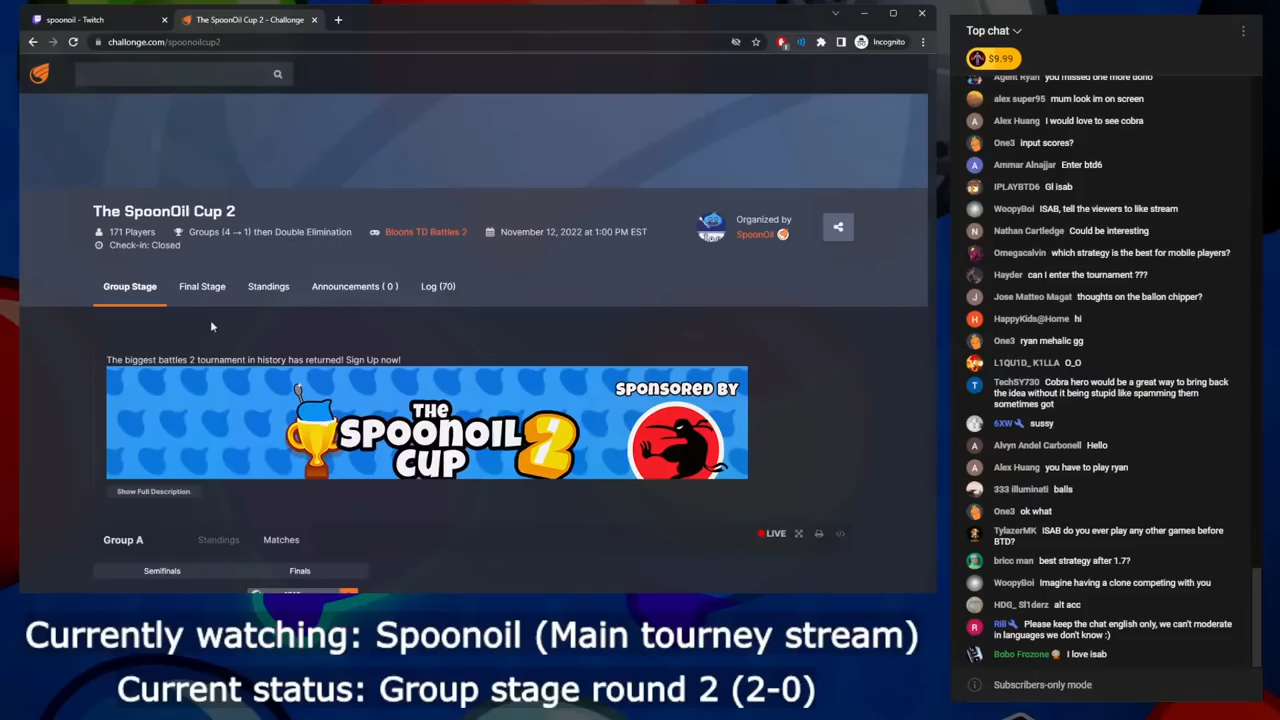 spoonoil - Twitch
The SpoonOil Cup 2 - Challonge
challonge.com/spoonoilcup2
Incognito
The SpoonOil Cup 2
171 Players
Groups (4 → 1) then Double Elimination
Bloons TD Battles 2
November 12, 2022 at 1:00 PM EST
Check-in: Closed
Organized by
SpoonOil
Group Stage
Final Stage
Standings
Announcements ( 0 )
Log (70)
The biggest battles 2 tournament in history has returned! Sign Up now!
THE
SPOONOIL
CUP
2
SPONSORED BY
Show Full Description
LIVE
Group A
Standings
Matches
Semifinals
Finals
Currently watching: Spoonoil (Main tourney stream)
Current status: Group stage round 2 (2-0)
Top chat
$9.99
Agent Ryan you missed one more dono
alex super95 mum look im on screen
Alex Huang I would love to see cobra
One3 input scores?
Ammar Alnajjar Enter btd6
IPLAYBTD6 Gl isab
WoopyBoi ISAB, tell the viewers to like stream
Nathan Cartledge Could be interesting
Omegacalvin which strategy is the best for mobile players?
Hayder can I enter the tournament ???
Jose Matteo Magat thoughts on the ballon chipper?
HappyKids@Home hi
One3 ryan mehalic gg
L1QU1D_K1LLA O_O
TechSY730 Cobra hero would be a great way to bring back
the idea without it being stupid like spamming them
sometimes got
6XW sussy
Alvyn Andel Carbonell Hello
Alex Huang you have to play ryan
333 illuminati balls
One3 ok what
TylazerMK ISAB do you ever play any other games before
BTD?
bricc man best strategy after 1.7?
WoopyBoi Imagine having a clone competing with you
HDG_ Sl1derz alt acc
Rill Please keep the chat english only, we can't moderate
in languages we don't know :)
Babo Frozone I love isab
Subscribers-only mode